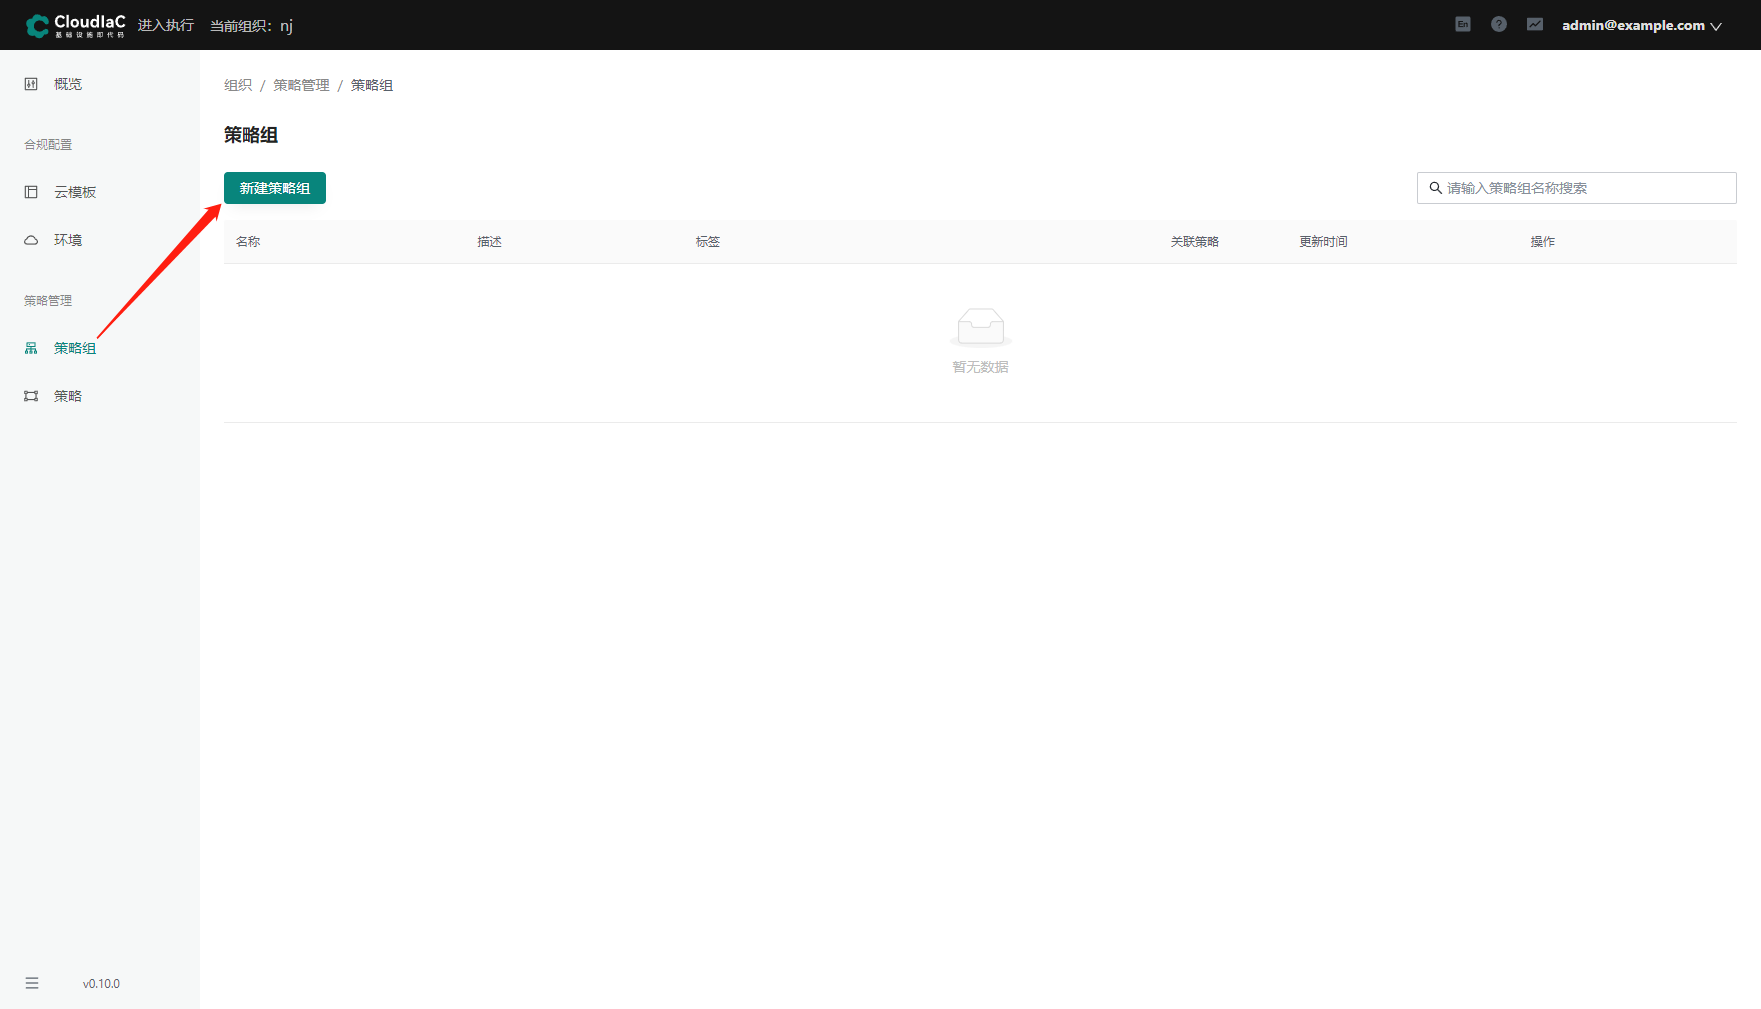 CloudIaC
基础设施即代码
进入执行
当前组织：nj
En
?
admin@example.com
概览
合规配置
云模板
环境
策略管理
策略组
策略
v0.10.0
组织 / 策略管理 / 策略组
策略组
新建策略组
请输入策略组名称搜索
名称 描述 标签 关联策略 更新时间 操作
暂无数据